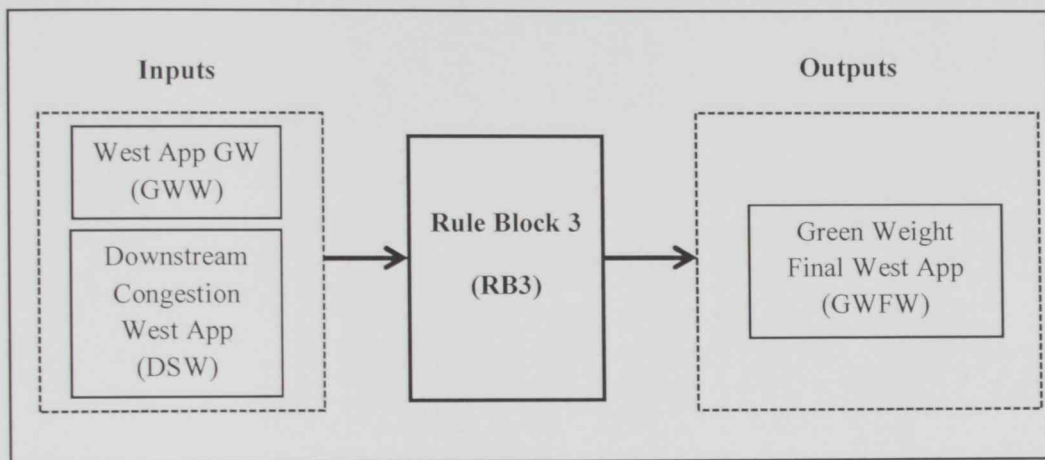 Inputs
West App GW
(GWW)
Downstream
Congestion
West App
(DSW)
Rule Block 3
(RB3)
Outputs
Green Weight
Final West App
(GWFW)